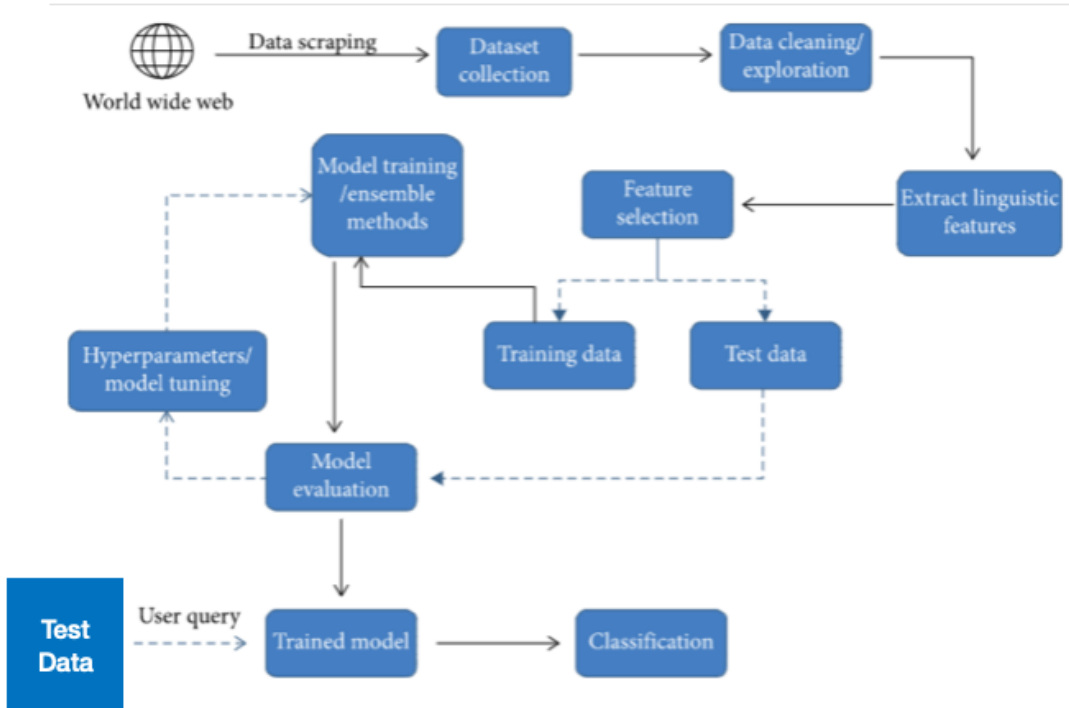 Data scraping
World wide web
Dataset
collection
Data cleaning/
exploration
Model training
/ensemble
methods
Feature
selection
Extract linguistic
features
Hyperparameters/
model tuning
Training data
Test data
Model
evaluation
Test
Data
User query
Trained model
Classification